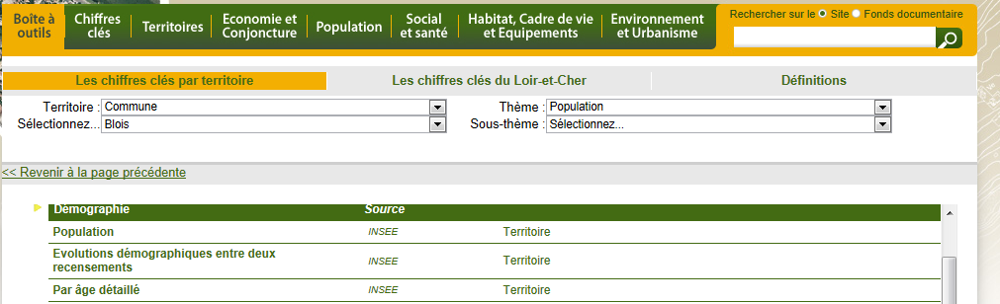 Boîte à outils
Chiffres clés
Territoires
Economie et Conjoncture
Population
Social et santé
Habitat, Cadre de vie et Equipements
Environnement et Urbanisme
Rechercher sur le Site Fonds documentaire
Les chiffres clés par territoire
Les chiffres clés du Loir-et-Cher
Définitions
Territoire : Commune
Thème : Population
Sélectionnez... Blois
Sous-thème : Sélectionnez...
<< Revenir à la page précédente
Démographie Source
Population INSEE Territoire
Evolutions démographiques entre deux
recensements INSEE Territoire
Par âge détaillé INSEE Territoire